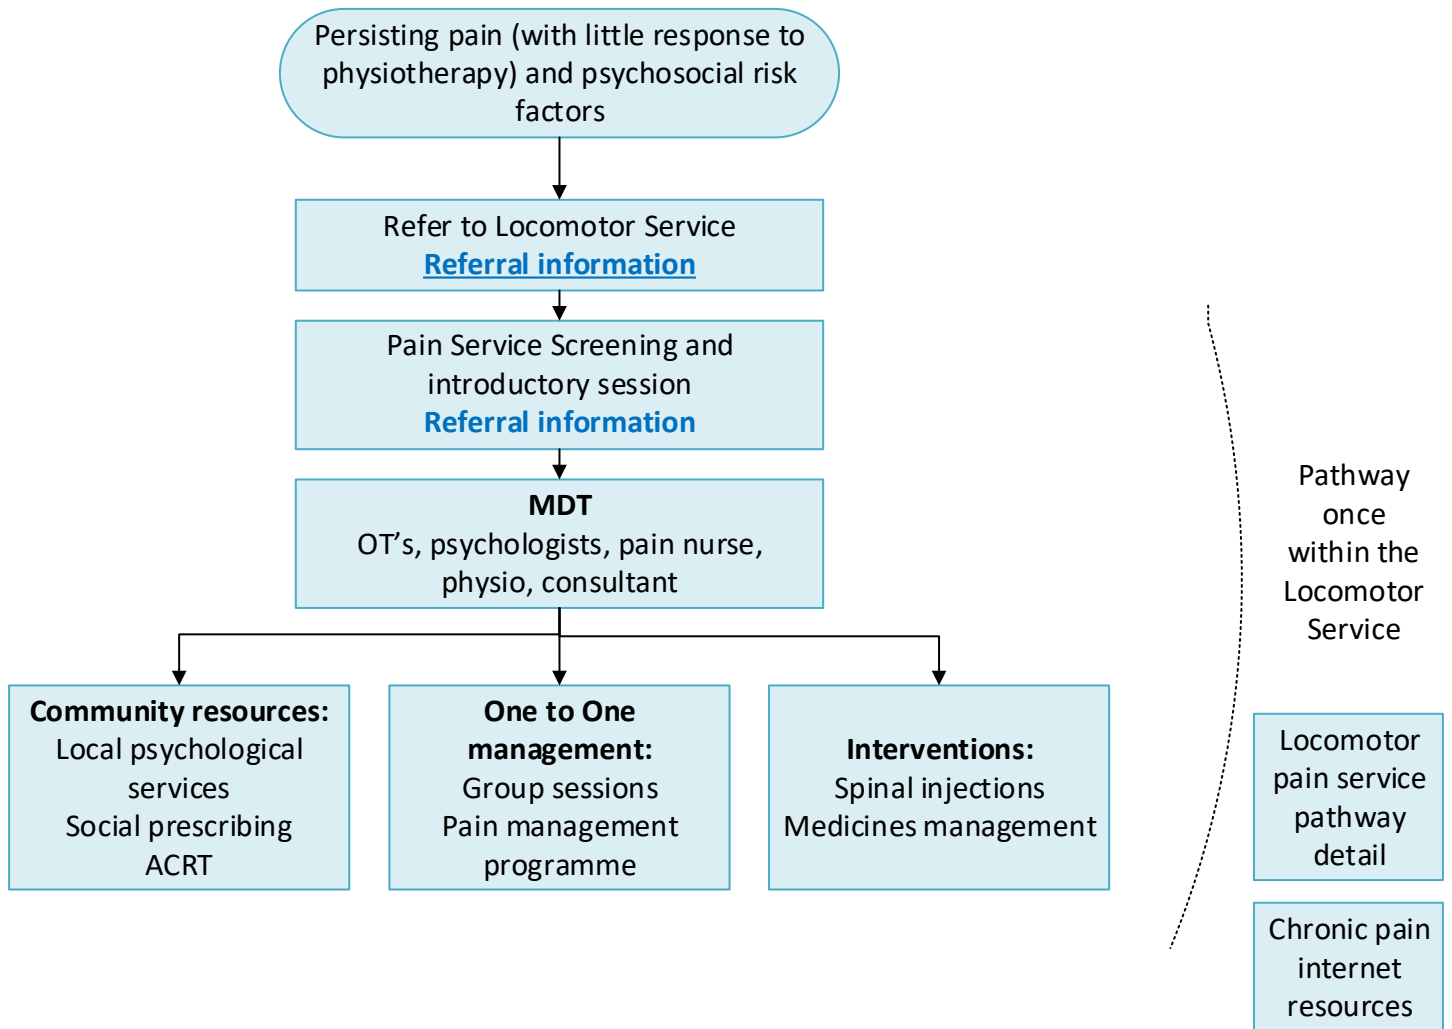 Persisting pain (with little response to
physiotherapy) and psychosocial risk
factors
Refer to Locomotor Service
Referral information
Pain Service Screening and
introductory session
Referral information
MDT
OT’s, psychologists, pain nurse,
physio, consultant
Community resources:
Local psychological
services
Social prescribing
ACRT
One to One
management:
Group sessions
Pain management
programme
Interventions:
Spinal injections
Medicines management
Pathway
once
within the
Locomotor
Service
Locomotor
pain service
pathway
detail
Chronic pain
internet
resources